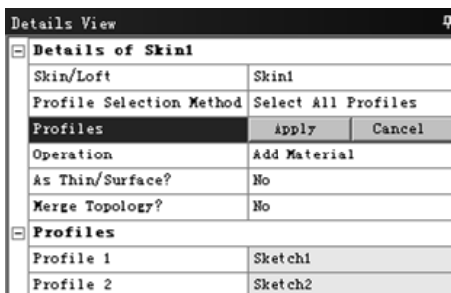 Details View
Details of Skin1
Skin/Loft Skin1
Profile Selection Method Select All Profiles
Profiles Apply Cancel
Operation Add Material
As Thin/Surface? No
Merge Topology? No
Profiles
Profile 1 Sketch1
Profile 2 Sketch2